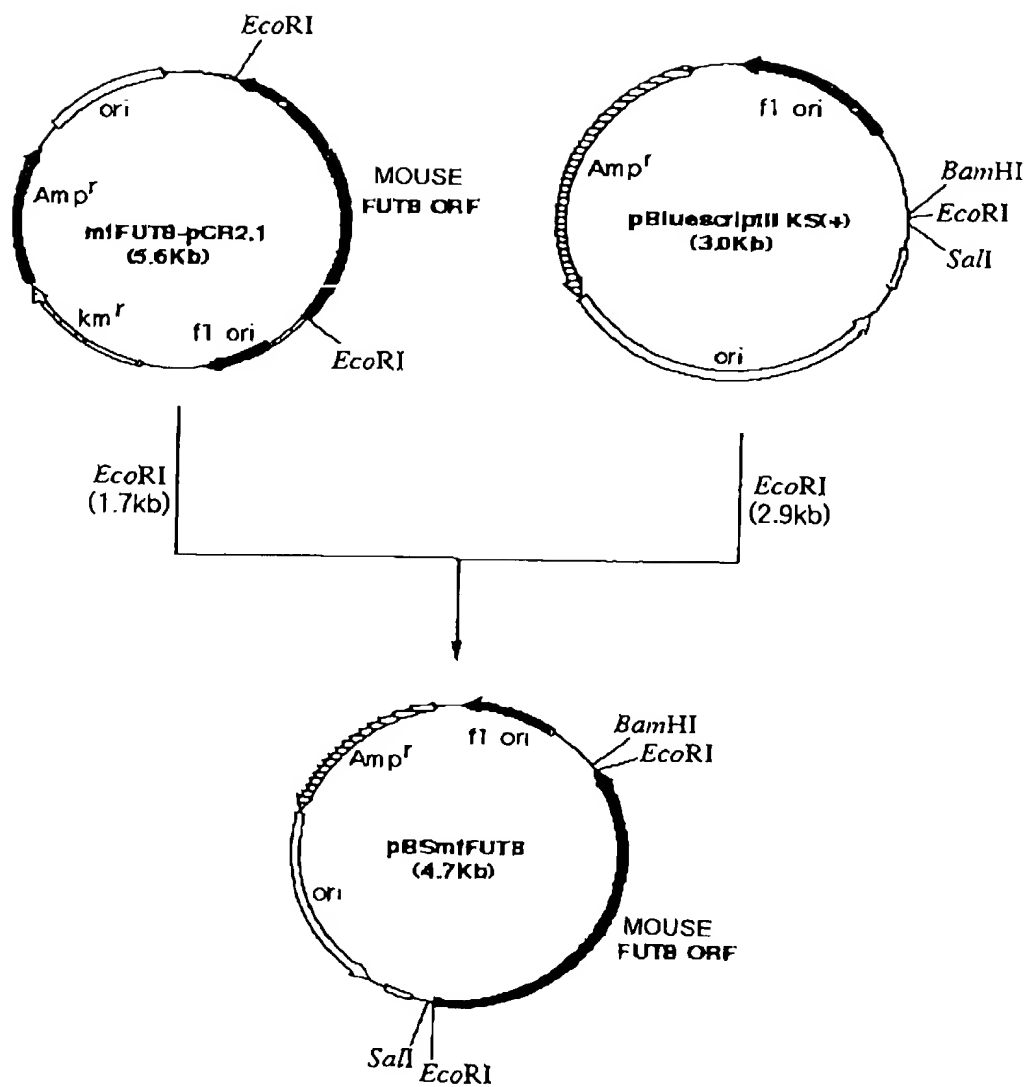 EcoRI
ori
Amp^r
mfFUT8-pCR2.1
(5.6Kb)
km^r
f1 ori
EcoRI
MOUSE
FUT8 ORF
f1 ori
Amp^r
pBluescriptII KS(+)
(3.0Kb)
BamHI
EcoRI
SalI
ori
EcoRI
(1.7kb)
EcoRI
(2.9kb)
f1 ori
Amp^r
BamHI
EcoRI
pBSmfFUT8
(4.7Kb)
ori
MOUSE
FUT8 ORF
SalI
EcoRI